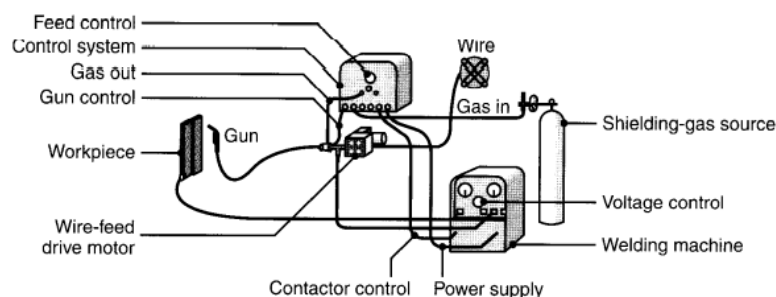 Feed control
Control system
Gas out
Gun control
Wire
Gas in
Gun
Shielding-gas source
Workpiece
Voltage control
Wire-feed
drive motor
Welding machine
Contactor control
Power supply